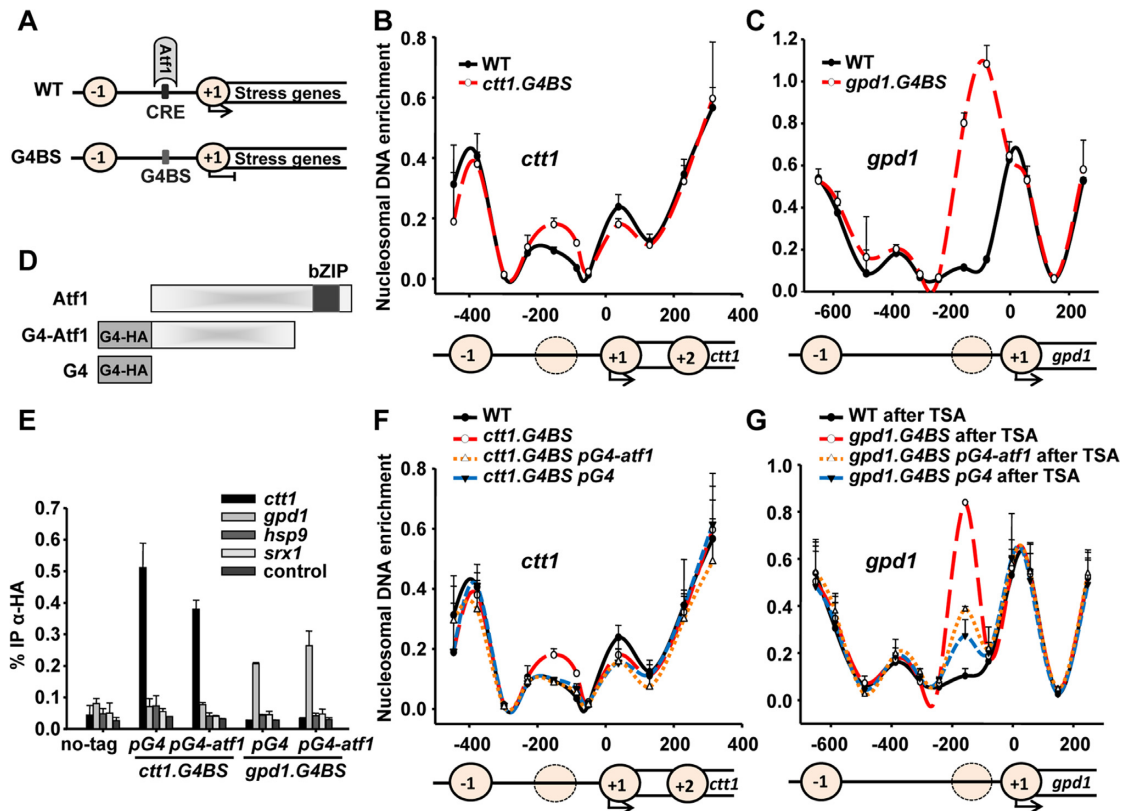 A
Atf1
WT
-1
+1
Stress genes
CRE
G4BS
-1
+1
Stress genes
G4BS
B
WT
ctt1.G4BS
Nucleosomal DNA enrichment
0.8
0.6
0.4
0.2
0.0
ctt1
-400 -200 0 200 400
-1
+1
+2
ctt1
C
WT
gpd1.G4BS
1.2
1.0
0.8
0.6
0.4
0.2
0.0
gpd1
-600 -400 -200 0 200
-1
+1
gpd1
D
bZIP
Atf1
G4-Atf1
G4-HA
G4
G4-HA
E
% IP α-HA
0.7
0.6
0.5
0.4
0.3
0.2
0.1
0.0
ctt1
gpd1
hsp9
srx1
control
no-tag pG4 pG4-atf1 pG4 pG4-atf1
ctt1.G4BS gpd1.G4BS
F
WT
ctt1.G4BS
ctt1.G4BS pG4-atf1
ctt1.G4BS pG4
Nucleosomal DNA enrichment
0.8
0.6
0.4
0.2
0.0
ctt1
-400 -200 0 200 400
-1
+1
+2
ctt1
G
WT after TSA
gpd1.G4BS after TSA
gpd1.G4BS pG4-atf1 after TSA
gpd1.G4BS pG4 after TSA
1.0
0.8
0.6
0.4
0.2
0.0
gpd1
-600 -400 -200 0 200
-1
+1
gpd1